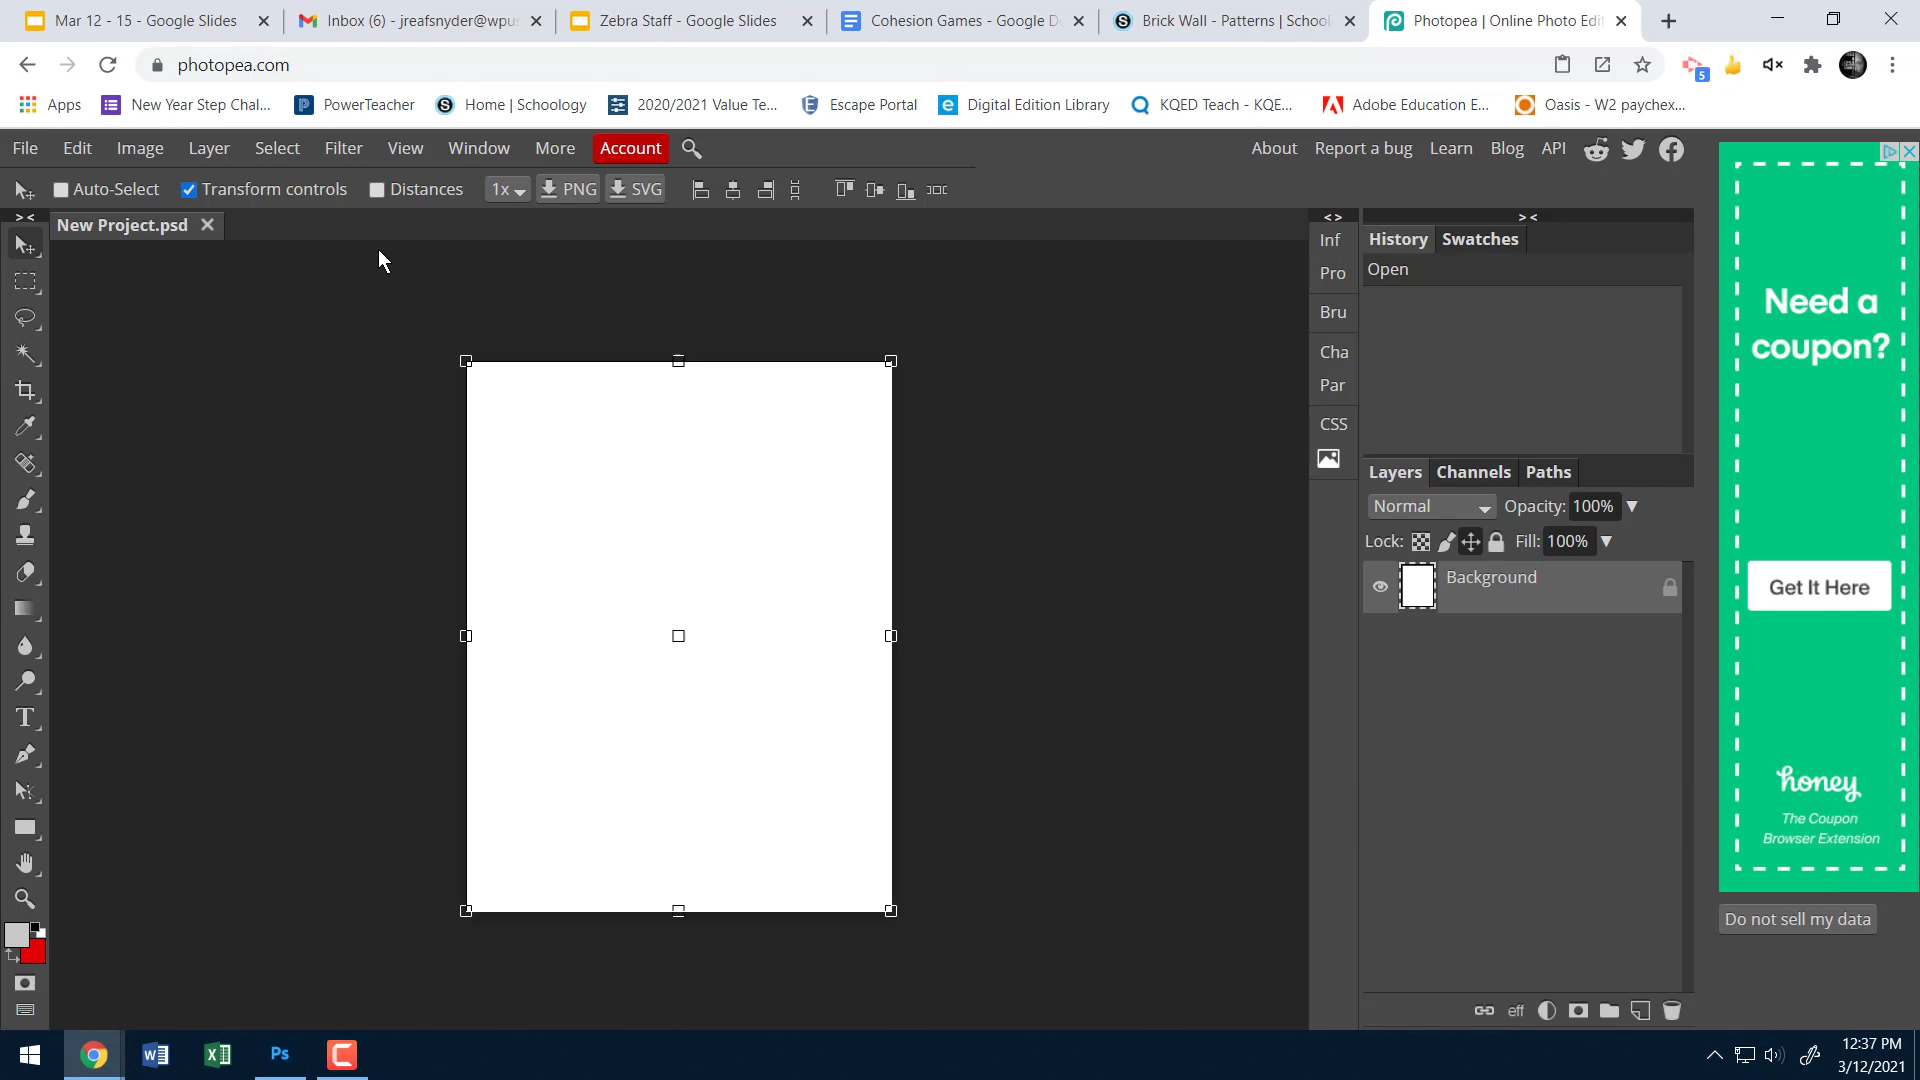 Mar 12 - 15 - Google Slides
Inbox (6) - jreafsnyder@wpus
Zebra Staff - Google Slides
Cohesion Games - Google D
Brick Wall - Patterns | School
Photopea | Online Photo Edit
photopea.com
5
Apps
New Year Step Chal...
PowerTeacher
Home | Schoology
2020/2021 Value Te...
Escape Portal
Digital Edition Library
KQED Teach - KQE...
Adobe Education E...
Oasis - W2 paychex...
File Edit Image Layer Select Filter View Window More Account
About Report a bug Learn Blog API
Auto-Select Transform controls Distances 1x PNG SVG
New Project.psd
Inf
Pro
Bru
Cha
Par
CSS
History Swatches
Open
Layers Channels Paths
Normal Opacity: 100%
Lock: Fill: 100%
Background
eff
Need a
coupon?
Get It Here
honey
The Coupon
Browser Extension
Do not sell my data
Ps
12:37 PM
3/12/2021